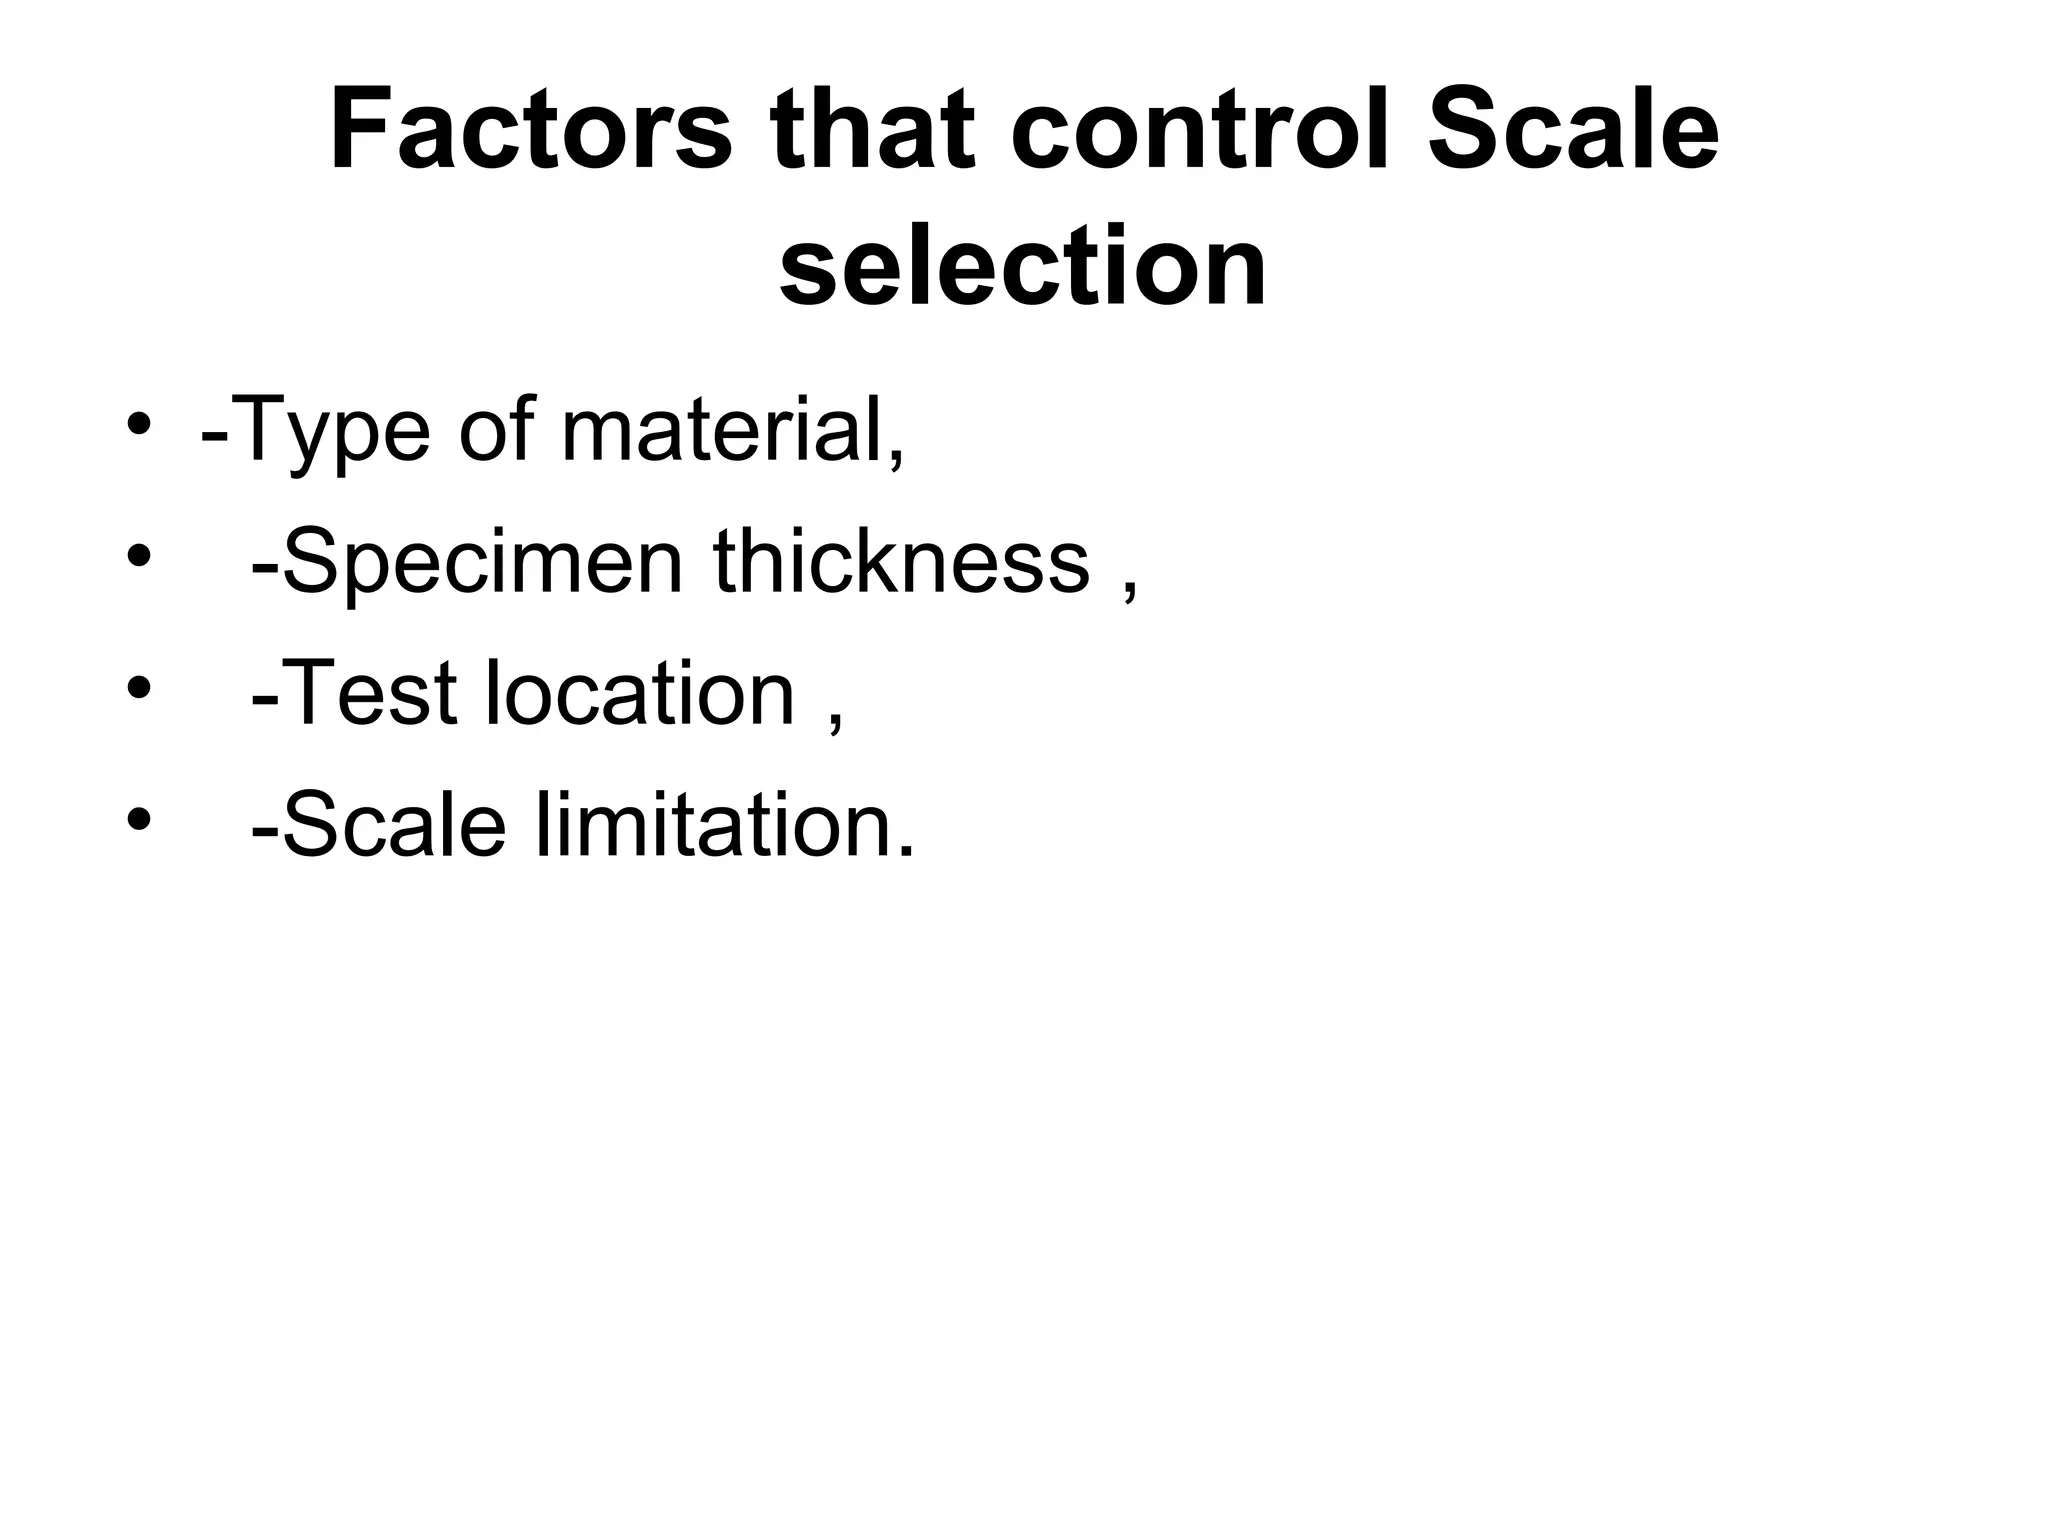 Factors that control Scale
selection
• -Type of material,
• -Specimen thickness ,
• -Test location ,
• -Scale limitation.